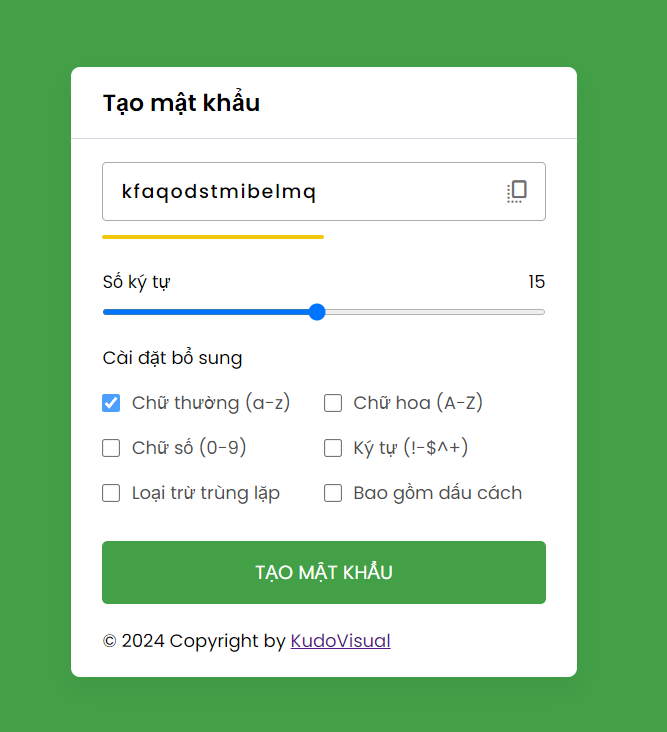 Tạo mật khẩu
kfaqodstmibelmq
Số ký tự 15
Cài đặt bổ sung
Chữ thường (a-z) Chữ hoa (A-Z)
Chữ số (0-9) Ký tự (!-$^+)
Loại trừ trùng lặp Bao gồm dấu cách
TẠO MẬT KHẨU
© 2024 Copyright by KudoVisual